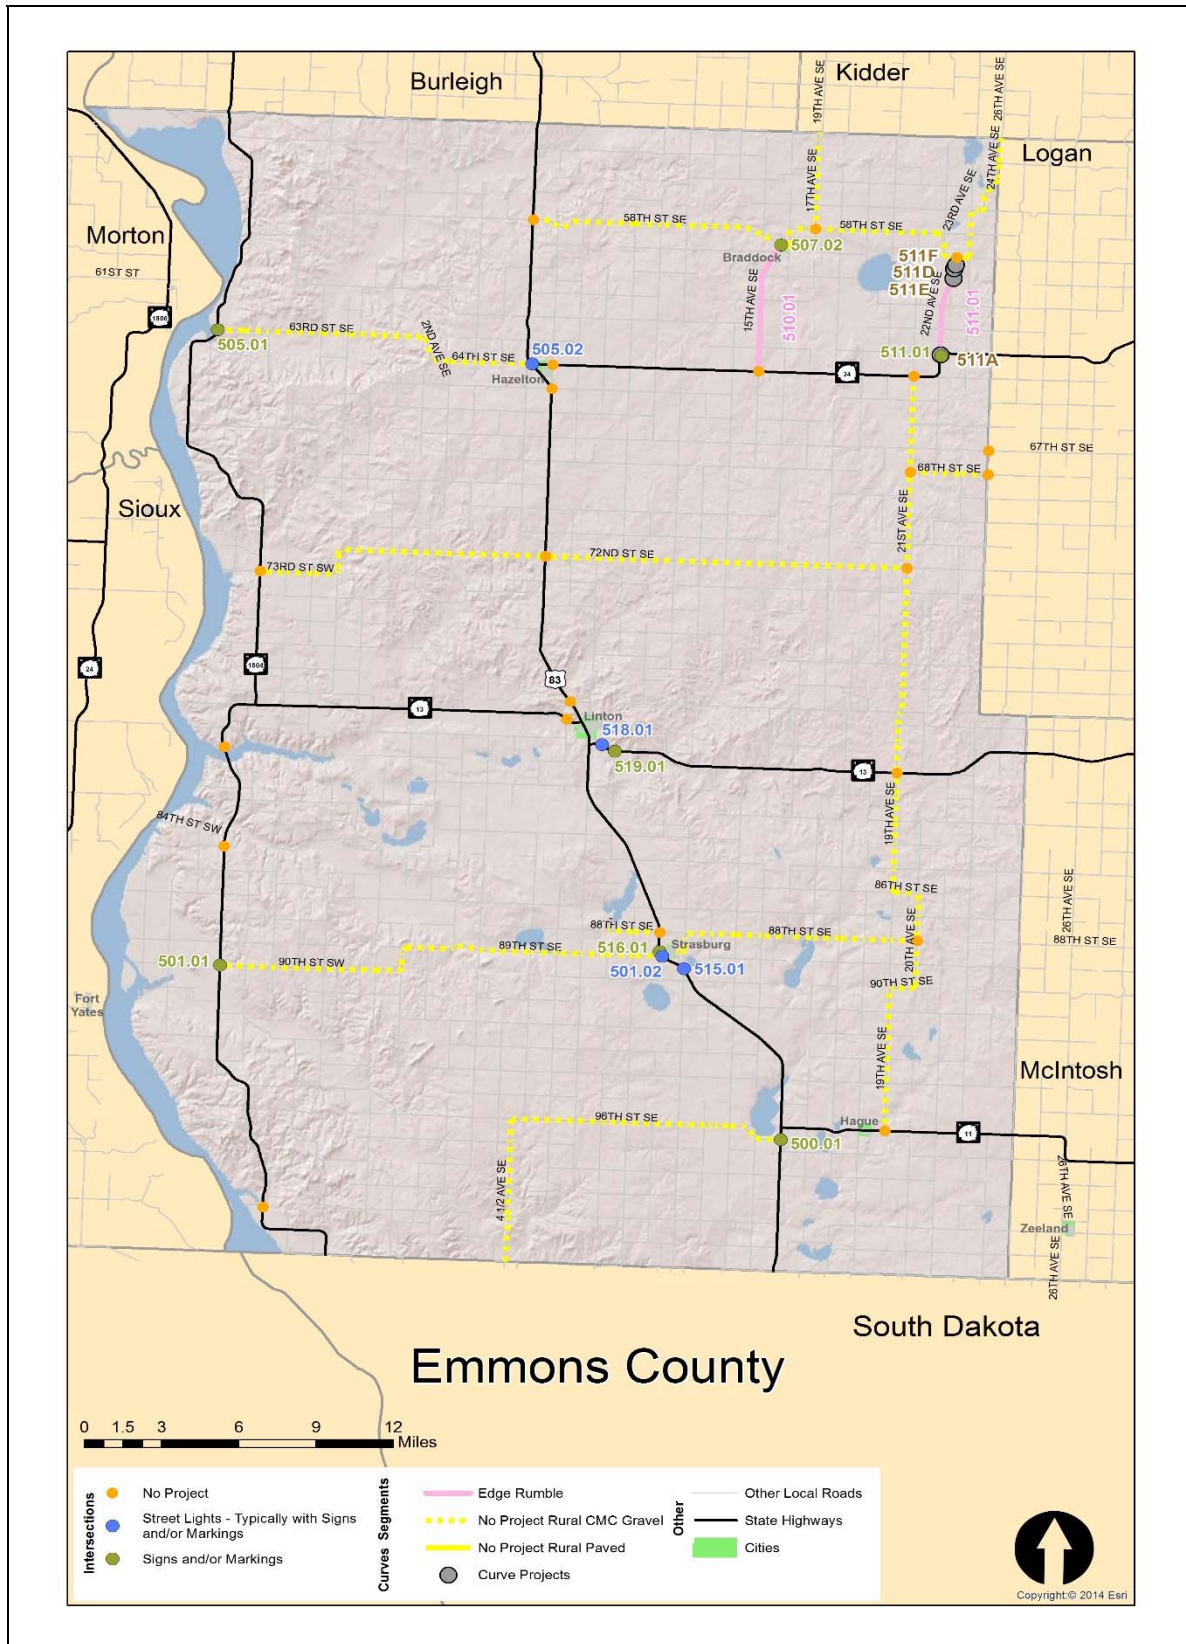 Burleigh
Kidder
19TH AVE SE
26TH AVE SE
Logan
24TH AVE SE
17TH AVE SE
23RD AVE SE
Morton
61ST ST
58TH ST SE
58TH ST SE
507.02
Braddock
511F
511D
511E
1806
63RD ST SE
505.01
2ND AVE SE
64TH ST SE
505.02
Hazelton
15TH AVE SE
510.01
22ND AVE SE
511.01
511.01
511A
34
67TH ST SE
68TH ST SE
Sioux
21ST AVE SE
72ND ST SE
73RD ST SW
24
1804
83
13
Linton
518.01
519.01
13
84TH ST SW
19TH AVE SE
86TH ST SE
26TH AVE SE
88TH ST SE
516.01
Strasburg
88TH ST SE
88TH ST SE
89TH ST SE
20TH AVE SE
501.01
90TH ST SW
501.02
515.01
90TH ST SE
Fort
Yates
19TH AVE SE
McIntosh
96TH ST SE
Hague
11
500.01
4 1/2 AVE SE
26TH AVE SE
Zeeland
26TH AVE SE
South Dakota
Emmons County
0 1.5 3 6 9 12
Miles
Intersections
No Project
Street Lights - Typically with Signs
and/or Markings
Signs and/or Markings
Curves Segments
Edge Rumble
No Project Rural CMC Gravel
No Project Rural Paved
Curve Projects
Other
Other Local Roads
State Highways
Cities
Copyright:© 2014 Esri